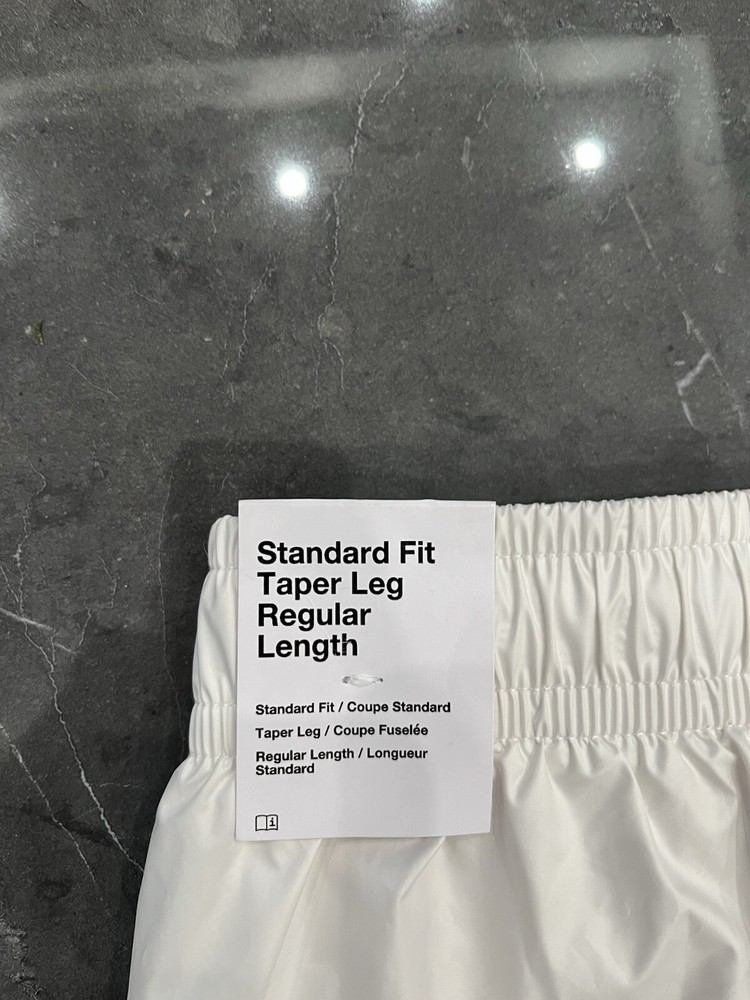 Standard Fit
Taper Leg
Regular
Length
Standard Fit / Coupe Standard
Taper Leg / Coupe Fuselée
Regular Length / Longueur
Standard
i